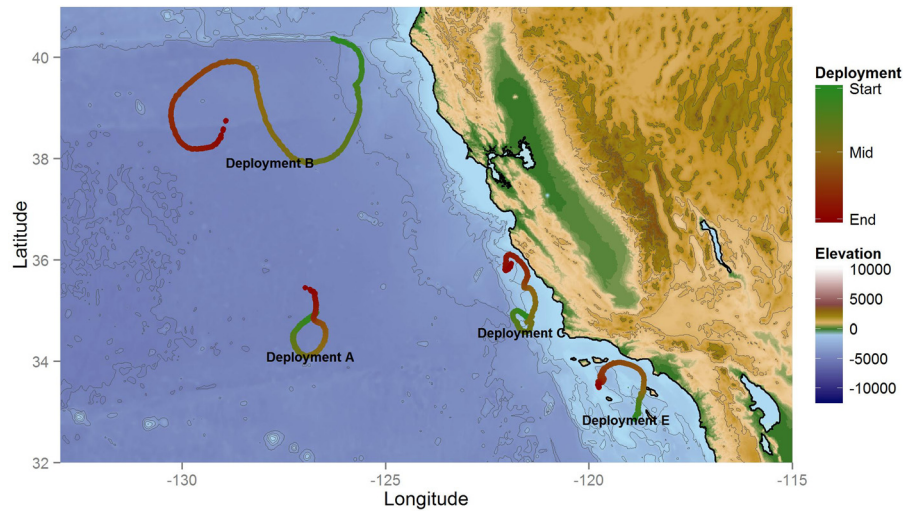 40
38
36
34
32
-130
-125
-120
-115
Latitude
Longitude
Deployment B
Deployment A
Deployment C
Deployment E
Deployment
Start
Mid
End
Elevation
10000
5000
0
-5000
-10000